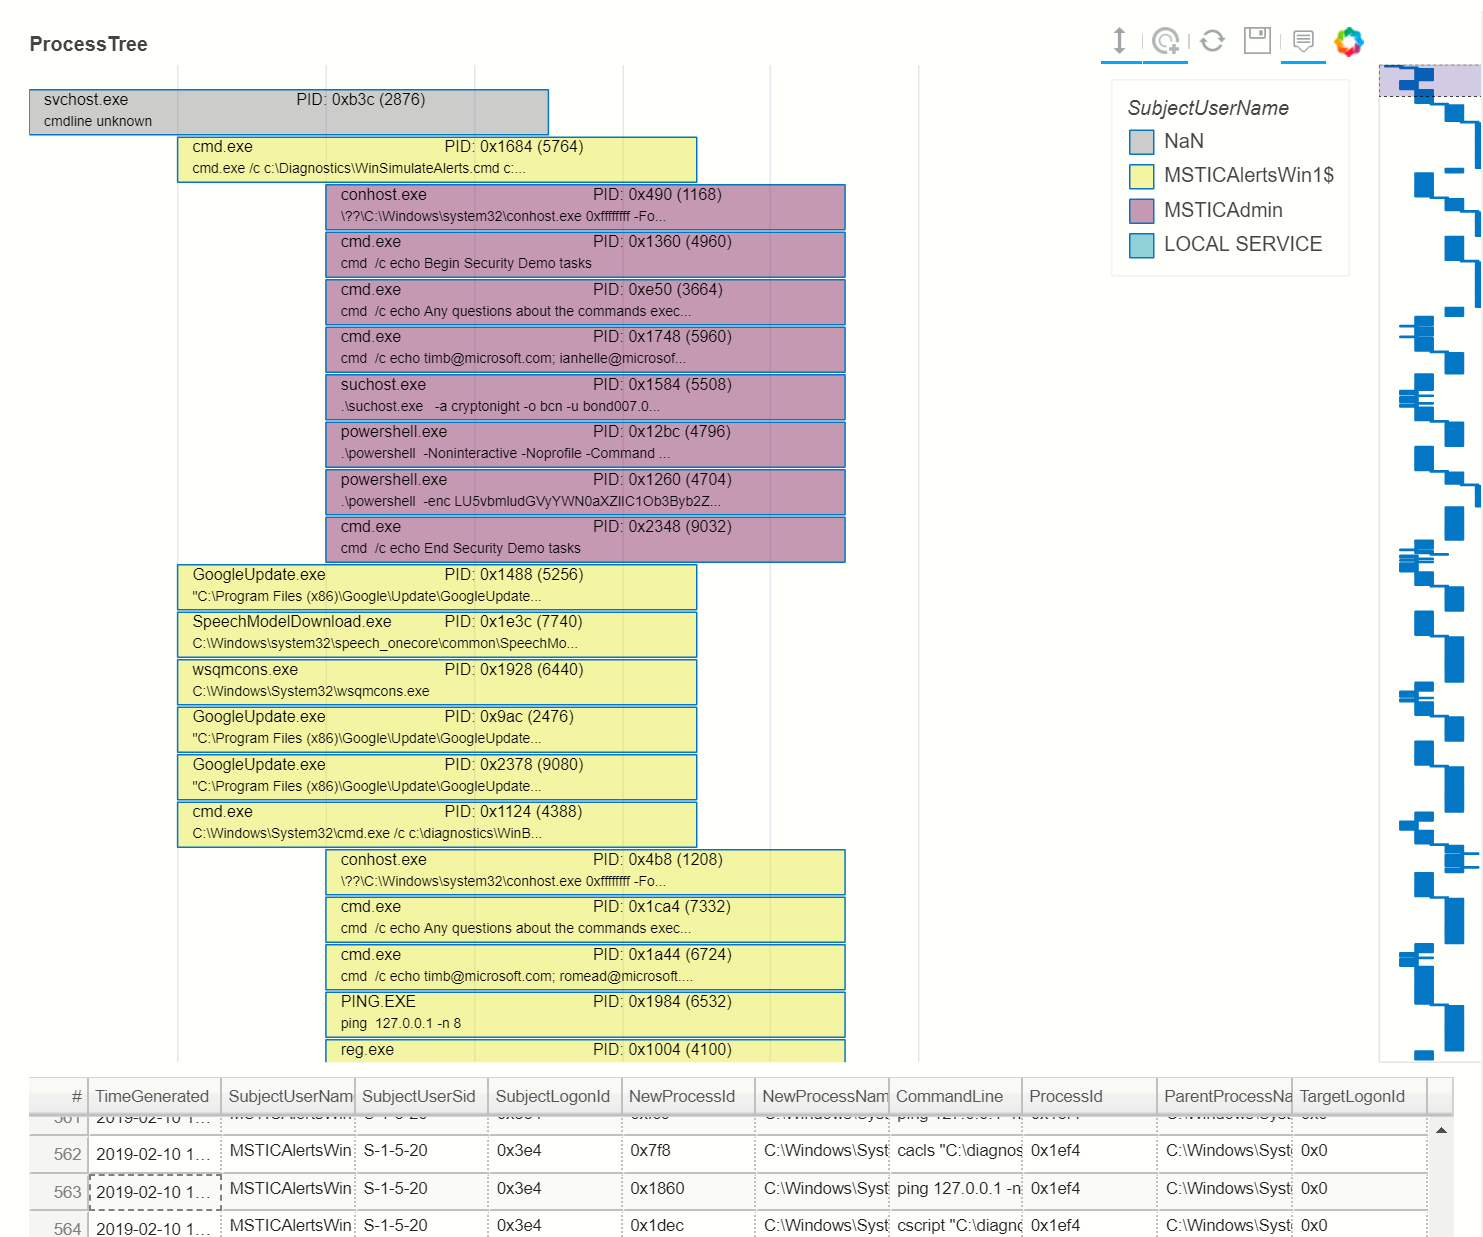 ProcessTree
svchost.exe PID: 0xb3c (2876)
cmdline unknown
cmd.exe PID: 0x1684 (5764)
cmd.exe /c c:\Diagnostics\WinSimulateAlerts.cmd c:...
conhost.exe PID: 0x490 (1168)
\??\C:\Windows\system32\conhost.exe 0xffffffff -Fo...
cmd.exe PID: 0x1360 (4960)
cmd /c echo Begin Security Demo tasks
cmd.exe PID: 0xe50 (3664)
cmd /c echo Any questions about the commands exec...
cmd.exe PID: 0x1748 (5960)
cmd /c echo timb@microsoft.com; ianhelle@microsof...
suchost.exe PID: 0x1584 (5508)
.\suchost.exe -a cryptonight -o bcn -u bond007.0...
powershell.exe PID: 0x12bc (4796)
.\powershell -Noninteractive -Noprofile -Command ...
powershell.exe PID: 0x1260 (4704)
.\powershell -enc LU5vbmludGVyYWN0aXZlIC1Ob3Byb2Z...
cmd.exe PID: 0x2348 (9032)
cmd /c echo End Security Demo tasks
GoogleUpdate.exe PID: 0x1488 (5256)
"C:\Program Files (x86)\Google\Update\GoogleUpdate...
SpeechModelDownload.exe PID: 0x1e3c (7740)
C:\Windows\system32\speech_onecore\common\SpeechMo...
wsqmcons.exe PID: 0x1928 (6440)
C:\Windows\System32\wsqmcons.exe
GoogleUpdate.exe PID: 0x9ac (2476)
"C:\Program Files (x86)\Google\Update\GoogleUpdate...
GoogleUpdate.exe PID: 0x2378 (9080)
"C:\Program Files (x86)\Google\Update\GoogleUpdate...
cmd.exe PID: 0x1124 (4388)
C:\Windows\System32\cmd.exe /c c:\diagnostics\WinB...
conhost.exe PID: 0x4b8 (1208)
\??\C:\Windows\system32\conhost.exe 0xffffffff -Fo...
cmd.exe PID: 0x1ca4 (7332)
cmd /c echo Any questions about the commands exec...
cmd.exe PID: 0x1a44 (6724)
cmd /c echo timb@microsoft.com; romead@microsoft....
PING.EXE PID: 0x1984 (6532)
ping 127.0.0.1 -n 8
reg.exe PID: 0x1004 (4100)
SubjectUserName
NaN
MSTICAlertsWin1$
MSTICAdmin
LOCAL SERVICE
# TimeGenerated SubjectUserNam SubjectUserSid SubjectLogonId NewProcessId NewProcessNam CommandLine ProcessId ParentProcessNa TargetLogonId
562 2019-02-10 1... MSTICAlertsWin S-1-5-20 0x3e4 0x7f8 C:\Windows\Syst cacls "C:\diagnos 0x1ef4 C:\Windows\Syst 0x0
563 2019-02-10 1... MSTICAlertsWin S-1-5-20 0x3e4 0x1860 C:\Windows\Syst ping 127.0.0.1 -n 0x1ef4 C:\Windows\Syst 0x0
564 2019-02-10 1... MSTICAlertsWin S-1-5-20 0x3e4 0x1dec C:\Windows\Syst cscript "C:\diagno 0x1ef4 C:\Windows\Syst 0x0